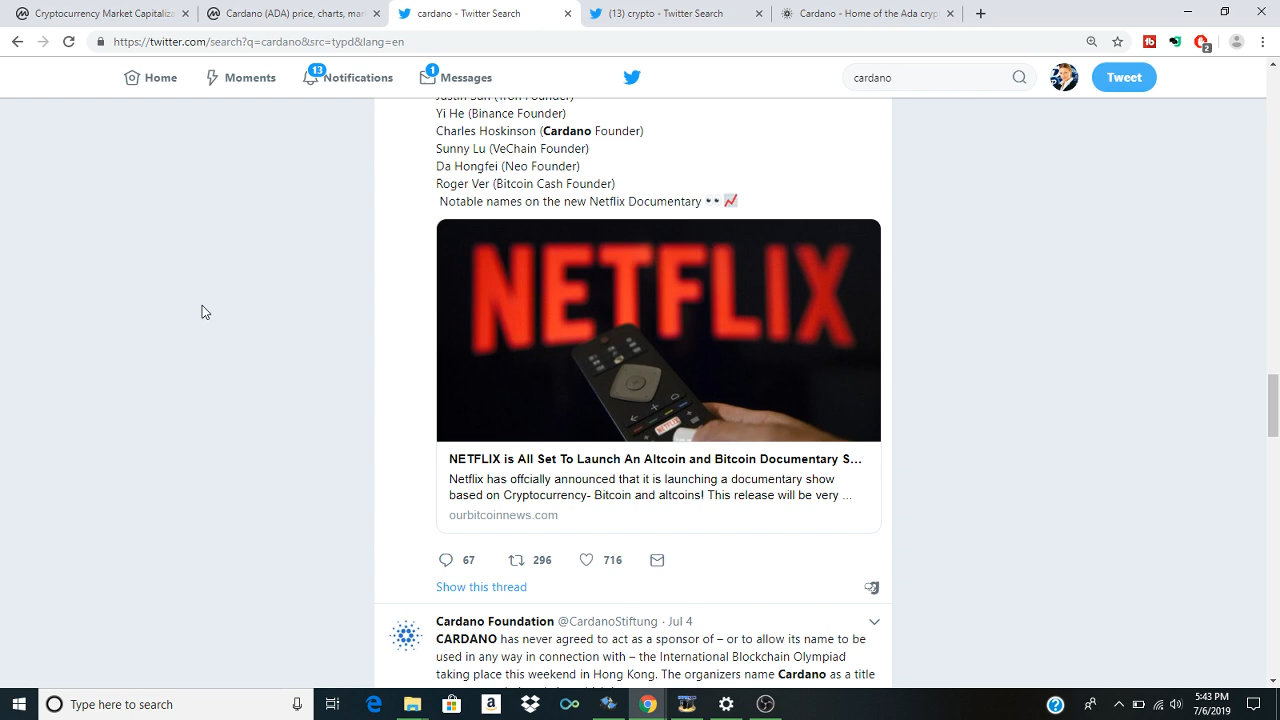 Cryptocurrency Market Capitaliz
Cardano (ADA) price, charts, mar
cardano - Twitter Search
(13) crypto - Twitter Search
Cardano - Home of the Ada cryp
https://twitter.com/search?q=cardano&src=typd&lang=en
2
Home
Moments
13
Notifications
1
Messages
cardano
Tweet
Justin Sun (Tron Founder)
Yi He (Binance Founder)
Charles Hoskinson (Cardano Founder)
Sunny Lu (VeChain Founder)
Da Hongfei (Neo Founder)
Roger Ver (Bitcoin Cash Founder)
Notable names on the new Netflix Documentary 👀📈
NETFLIX
NETFLIX
NETFLIX is All Set To Launch An Altcoin and Bitcoin Documentary S...
Netflix has offcially announced that it is launching a documentary show
based on Cryptocurrency- Bitcoin and altcoins! This release will be very ...
ourbitcoinnews.com
67 296 716
Show this thread
Cardano Foundation @CardanoStiftung · Jul 4
CARDANO has never agreed to act as a sponsor of – or to allow its name to be
used in any way in connection with – the International Blockchain Olympiad
taking place this weekend in Hong Kong. The organizers name Cardano as a title
Type here to search
5:43 PM
7/6/2019